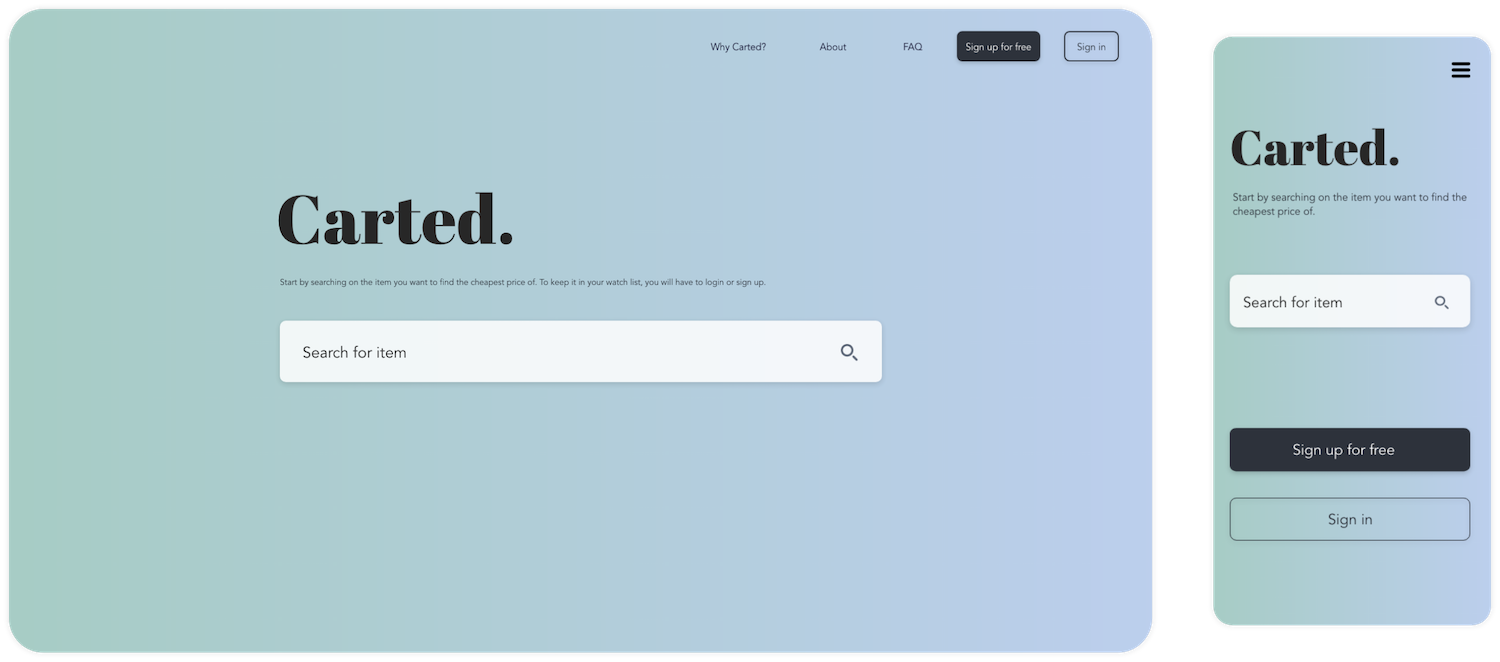 Why Carted?
About
FAQ
Sign up for free
Sign in
Carted.
Start by searching on the item you want to find the cheapest price of. To keep it in your watch list, you will have to login or sign up.
Search for item
Carted.
Start by searching on the item you want to find the
cheapest price of.
Search for item
Sign up for free
Sign in